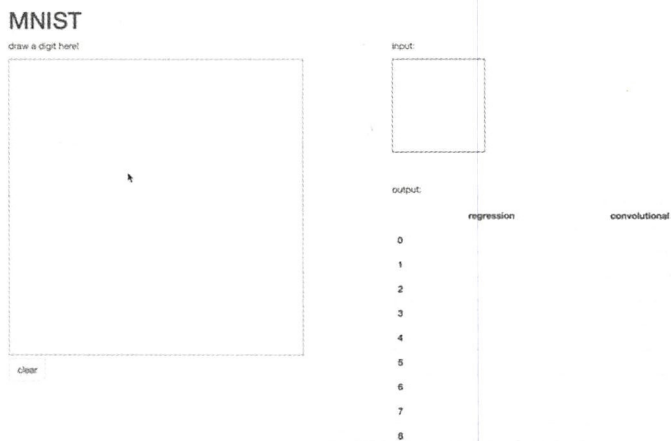 MNIST
draw a digit here!
clear
input:
output:
regression convolutional
0
1
2
3
4
5
6
7
8